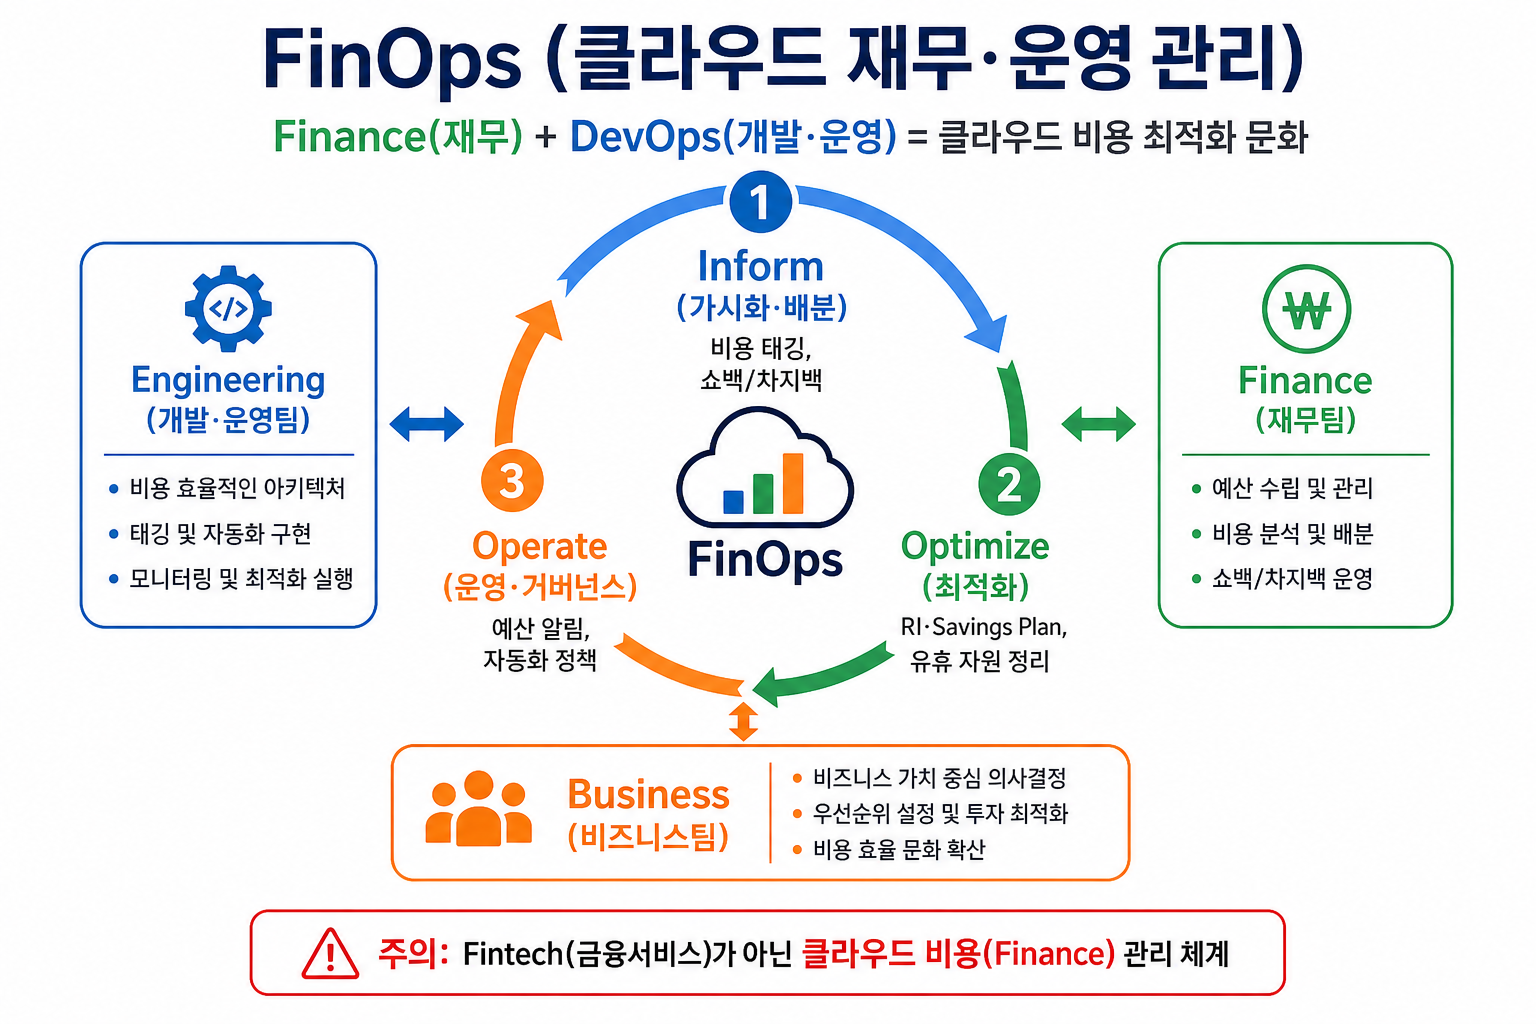 FinOps (클라우드 재무·운영 관리)
Finance(재무) + DevOps(개발·운영) = 클라우드 비용 최적화 문화
1
Inform
(가시화·배분)
비용 태깅,
쇼백/차지백
</>
Engineering
(개발·운영팀)
• 비용 효율적인 아키텍처
• 태깅 및 자동화 구현
• 모니터링 및 최적화 실행
₩
Finance
(재무팀)
• 예산 수립 및 관리
• 비용 분석 및 배분
• 쇼백/차지백 운영
3
Operate
(운영·거버넌스)
예산 알림,
자동화 정책
FinOps
2
Optimize
(최적화)
RI·Savings Plan,
유휴 자원 정리
Business
(비즈니스팀)
• 비즈니스 가치 중심 의사결정
• 우선순위 설정 및 투자 최적화
• 비용 효율 문화 확산
주의: Fintech(금융서비스)가 아닌 클라우드 비용(Finance) 관리 체계